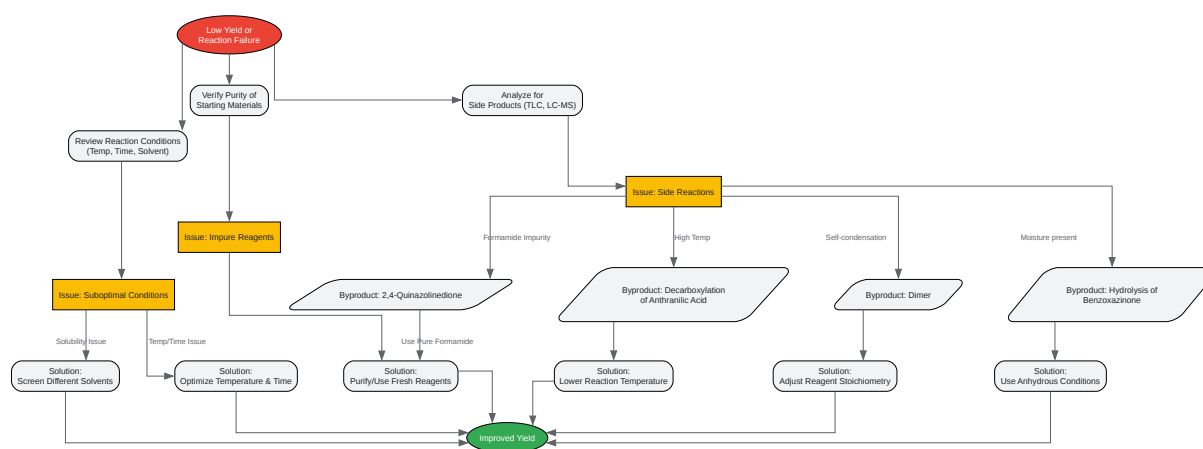 Low Yield or
Reaction Failure
Verify Purity of
Starting Materials
Analyze for
Side Products (TLC, LC-MS)
Review Reaction Conditions
(Temp, Time, Solvent)
Issue: Side Reactions
Issue: Impure Reagents
Formamide Impurity
High Temp
Self-condensation
Moisture present
Issue: Suboptimal Conditions
Byproduct: 2,4-Quinazolinedione
Byproduct: Decarboxylation
of Anthranilic Acid
Byproduct: Dimer
Byproduct: Hydrolysis of
Benzoxazinone
Solubility Issue
Temp/Time Issue
Use Pure Formamide
Solution:
Screen Different Solvents
Solution:
Optimize Temperature & Time
Solution:
Purify/Use Fresh Reagents
Solution:
Lower Reaction Temperature
Solution:
Adjust Reagent Stoichiometry
Solution:
Use Anhydrous Conditions
Improved Yield